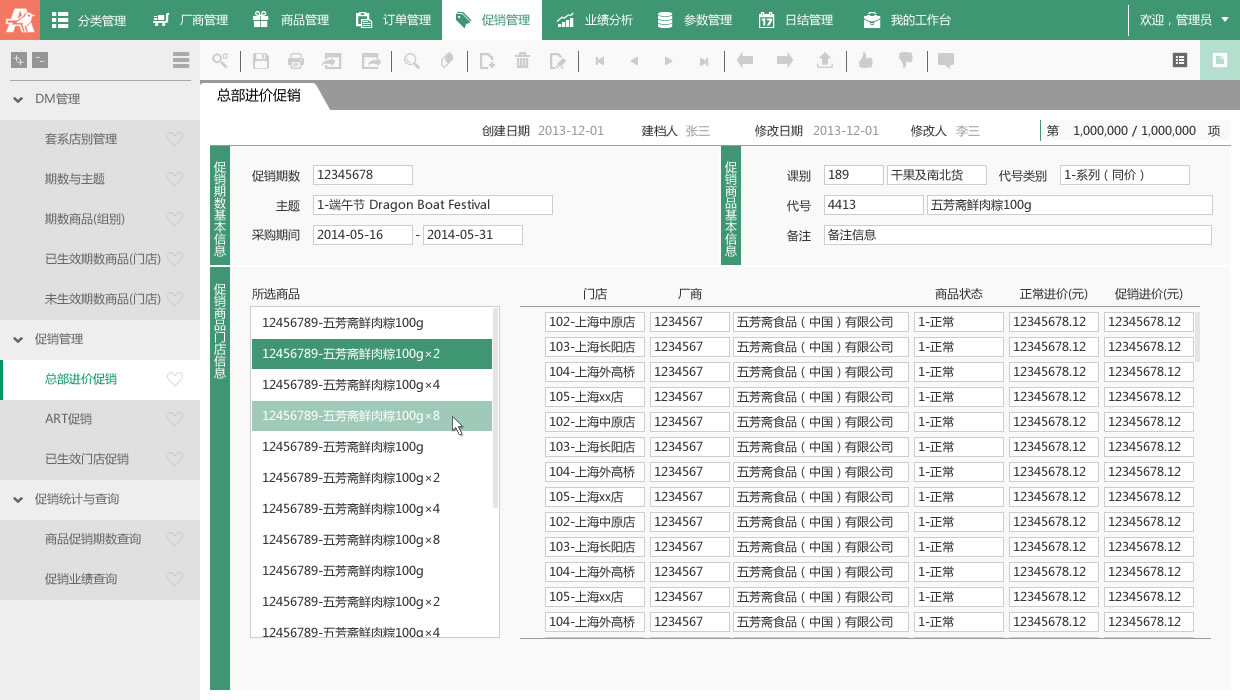 分类管理 厂商管理 商品管理 订单管理 促销管理 业绩分析 参数管理 日结管理 我的工作台 欢迎，管理员
总部进价促销
创建日期 2013-12-01 建档人 张三 修改日期 2013-12-01 修改人 李三 第 1,000,000 / 1,000,000 项
DM管理
套系店别管理
期数与主题
期数商品(组别)
已生效期数商品(门店)
未生效期数商品(门店)
促销管理
总部进价促销
ART促销
已生效门店促销
促销统计与查询
商品促销期数查询
促销业绩查询
促销期数基本信息
促销期数 12345678
主题 1-端午节 Dragon Boat Festival
采购期间 2014-05-16 - 2014-05-31
促销商品基本信息
课别 189 干果及南北货 代号类别 1-系列（同价）
代号 4413 五芳斋鲜肉粽100g
备注 备注信息
促销商品门店信息
所选商品
12456789-五芳斋鲜肉粽100g
12456789-五芳斋鲜肉粽100g×2
12456789-五芳斋鲜肉粽100g×4
12456789-五芳斋鲜肉粽100g×8
12456789-五芳斋鲜肉粽100g
12456789-五芳斋鲜肉粽100g×2
12456789-五芳斋鲜肉粽100g×4
12456789-五芳斋鲜肉粽100g×8
12456789-五芳斋鲜肉粽100g
12456789-五芳斋鲜肉粽100g×2
12456789-五芳斋鲜肉粽100g×4
门店 厂商 商品状态 正常进价(元) 促销进价(元)
102-上海中原店 1234567 五芳斋食品（中国）有限公司 1-正常 12345678.12 12345678.12
103-上海长阳店 1234567 五芳斋食品（中国）有限公司 1-正常 12345678.12 12345678.12
104-上海外高桥 1234567 五芳斋食品（中国）有限公司 1-正常 12345678.12 12345678.12
105-上海xx店 1234567 五芳斋食品（中国）有限公司 1-正常 12345678.12 12345678.12
102-上海中原店 1234567 五芳斋食品（中国）有限公司 1-正常 12345678.12 12345678.12
103-上海长阳店 1234567 五芳斋食品（中国）有限公司 1-正常 12345678.12 12345678.12
104-上海外高桥 1234567 五芳斋食品（中国）有限公司 1-正常 12345678.12 12345678.12
105-上海xx店 1234567 五芳斋食品（中国）有限公司 1-正常 12345678.12 12345678.12
102-上海中原店 1234567 五芳斋食品（中国）有限公司 1-正常 12345678.12 12345678.12
103-上海长阳店 1234567 五芳斋食品（中国）有限公司 1-正常 12345678.12 12345678.12
104-上海外高桥 1234567 五芳斋食品（中国）有限公司 1-正常 12345678.12 12345678.12
105-上海xx店 1234567 五芳斋食品（中国）有限公司 1-正常 12345678.12 12345678.12
104-上海外高桥 1234567 五芳斋食品（中国）有限公司 1-正常 12345678.12 12345678.12